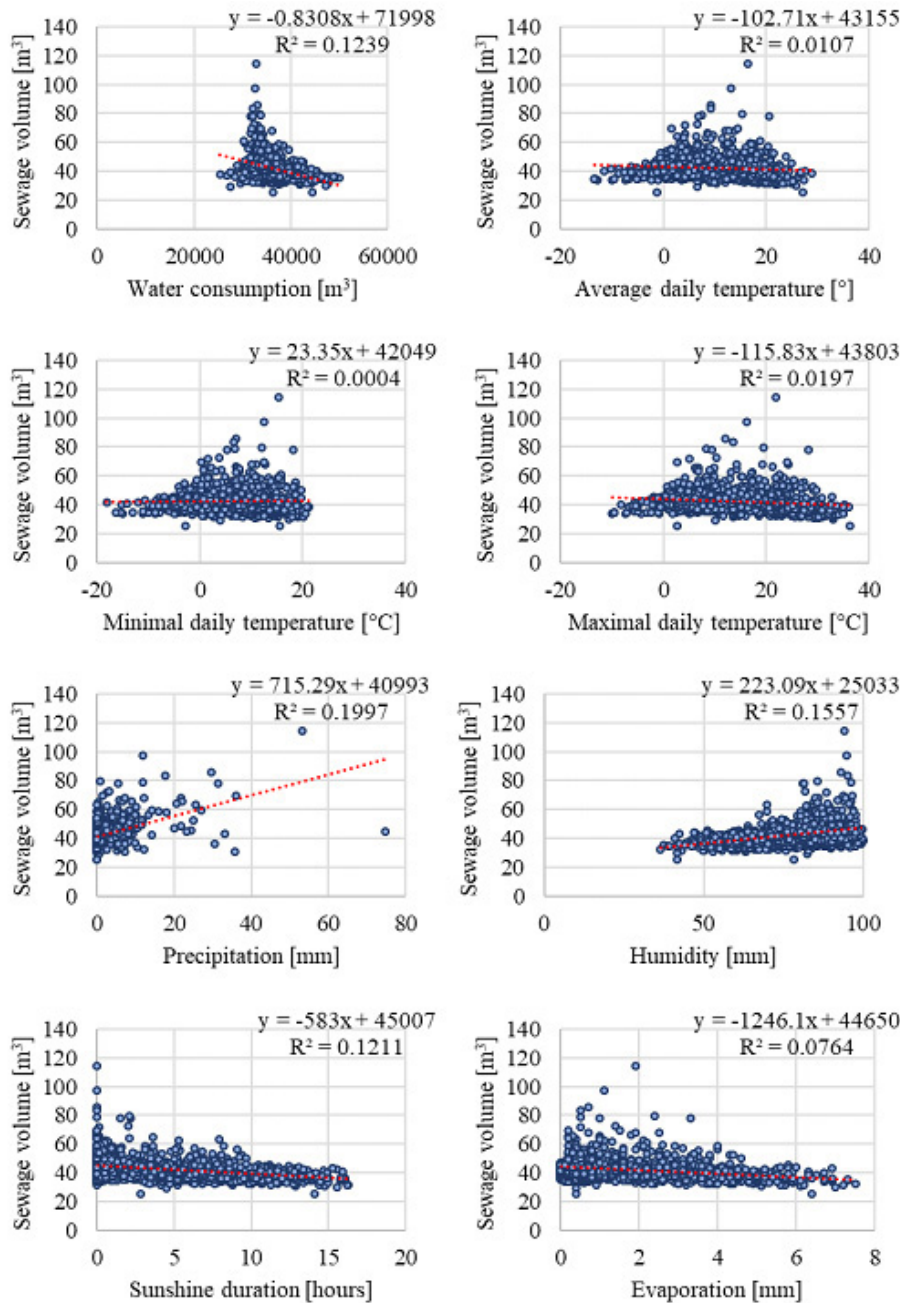 y = -0.8308x + 71998
R² = 0.1239
Sewage volume [m³]
140
120
100
80
60
40
20
0
0 20000 40000 60000
Water consumption [m³]
y = -102.71x + 43155
R² = 0.0107
Sewage volume [m³]
140
120
100
80
60
40
20
0
-20 0 20 40
Average daily temperature [°]
y = 23.35x + 42049
R² = 0.0004
Sewage volume [m³]
140
120
100
80
60
40
20
0
-20 0 20 40
Minimal daily temperature [°C]
y = -115.83x + 43803
R² = 0.0197
Sewage volume [m³]
140
120
100
80
60
40
20
0
-20 0 20 40
Maximal daily temperature [°C]
y = 715.29x + 40993
R² = 0.1997
Sewage volume [m³]
140
120
100
80
60
40
20
0
0 20 40 60 80
Precipitation [mm]
y = 223.09x + 25033
R² = 0.1557
Sewage volume [m³]
140
120
100
80
60
40
20
0
0 50 100
Humidity [mm]
y = -583x + 45007
R² = 0.1211
Sewage volume [m³]
140
120
100
80
60
40
20
0
0 5 10 15 20
Sunshine duration [hours]
y = -1246.1x + 44650
R² = 0.0764
Sewage volume [m³]
140
120
100
80
60
40
20
0
0 2 4 6 8
Evaporation [mm]